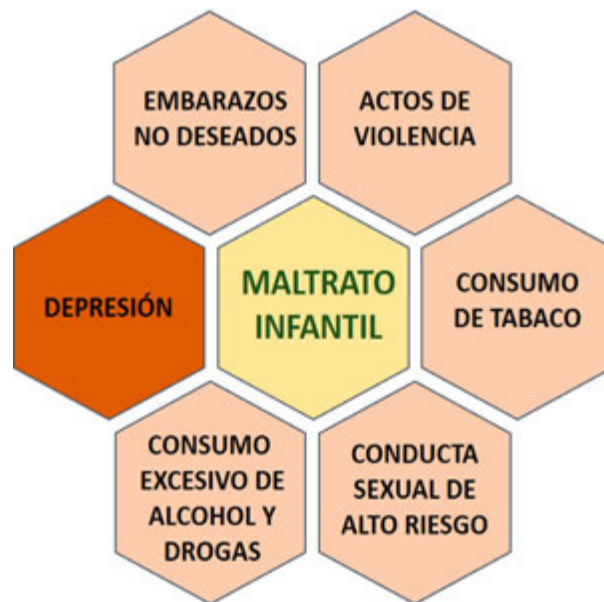 EMBARAZOS
NO DESEADOS
ACTOS DE
VIOLENCIA
DEPRESIÓN
MALTRATO
INFANTIL
CONSUMO
DE TABACO
CONSUMO
EXCESIVO DE
ALCOHOL Y
DROGAS
CONDUCTA
SEXUAL DE
ALTO RIESGO